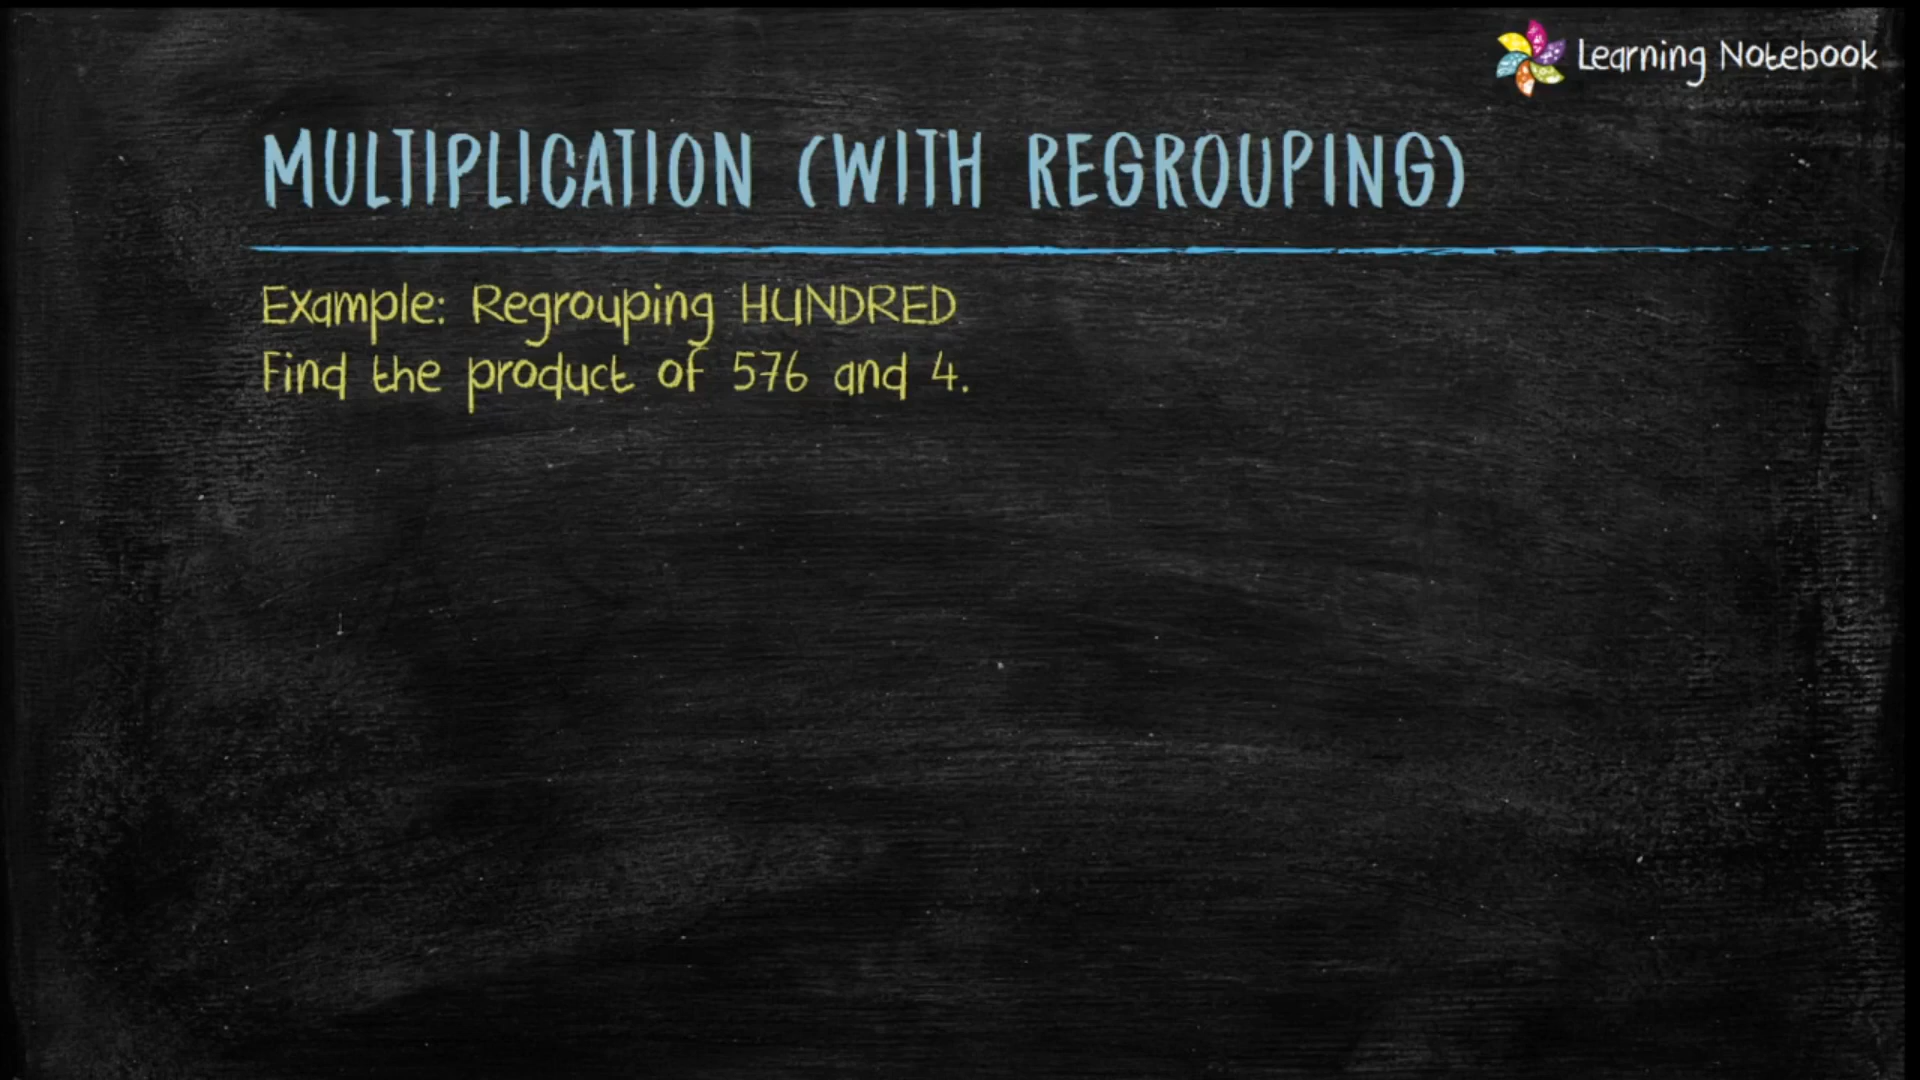 Learning Notebook
MULTIPLICATION (WITH REGROUPING)
Example: Regrouping HUNDRED
Find the product of 576 and 4.